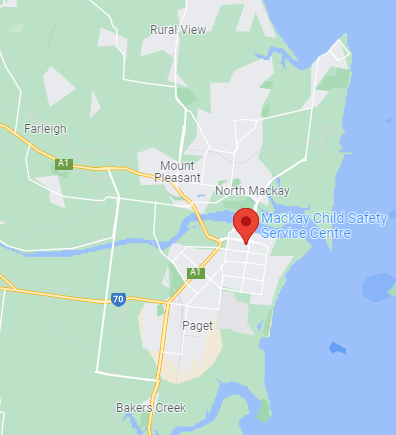 Rural View
Farleigh
A1
Mount
Pleasant
North Mackay
Mackay Child Safety
Service Centre
A1
70
Paget
Bakers Creek